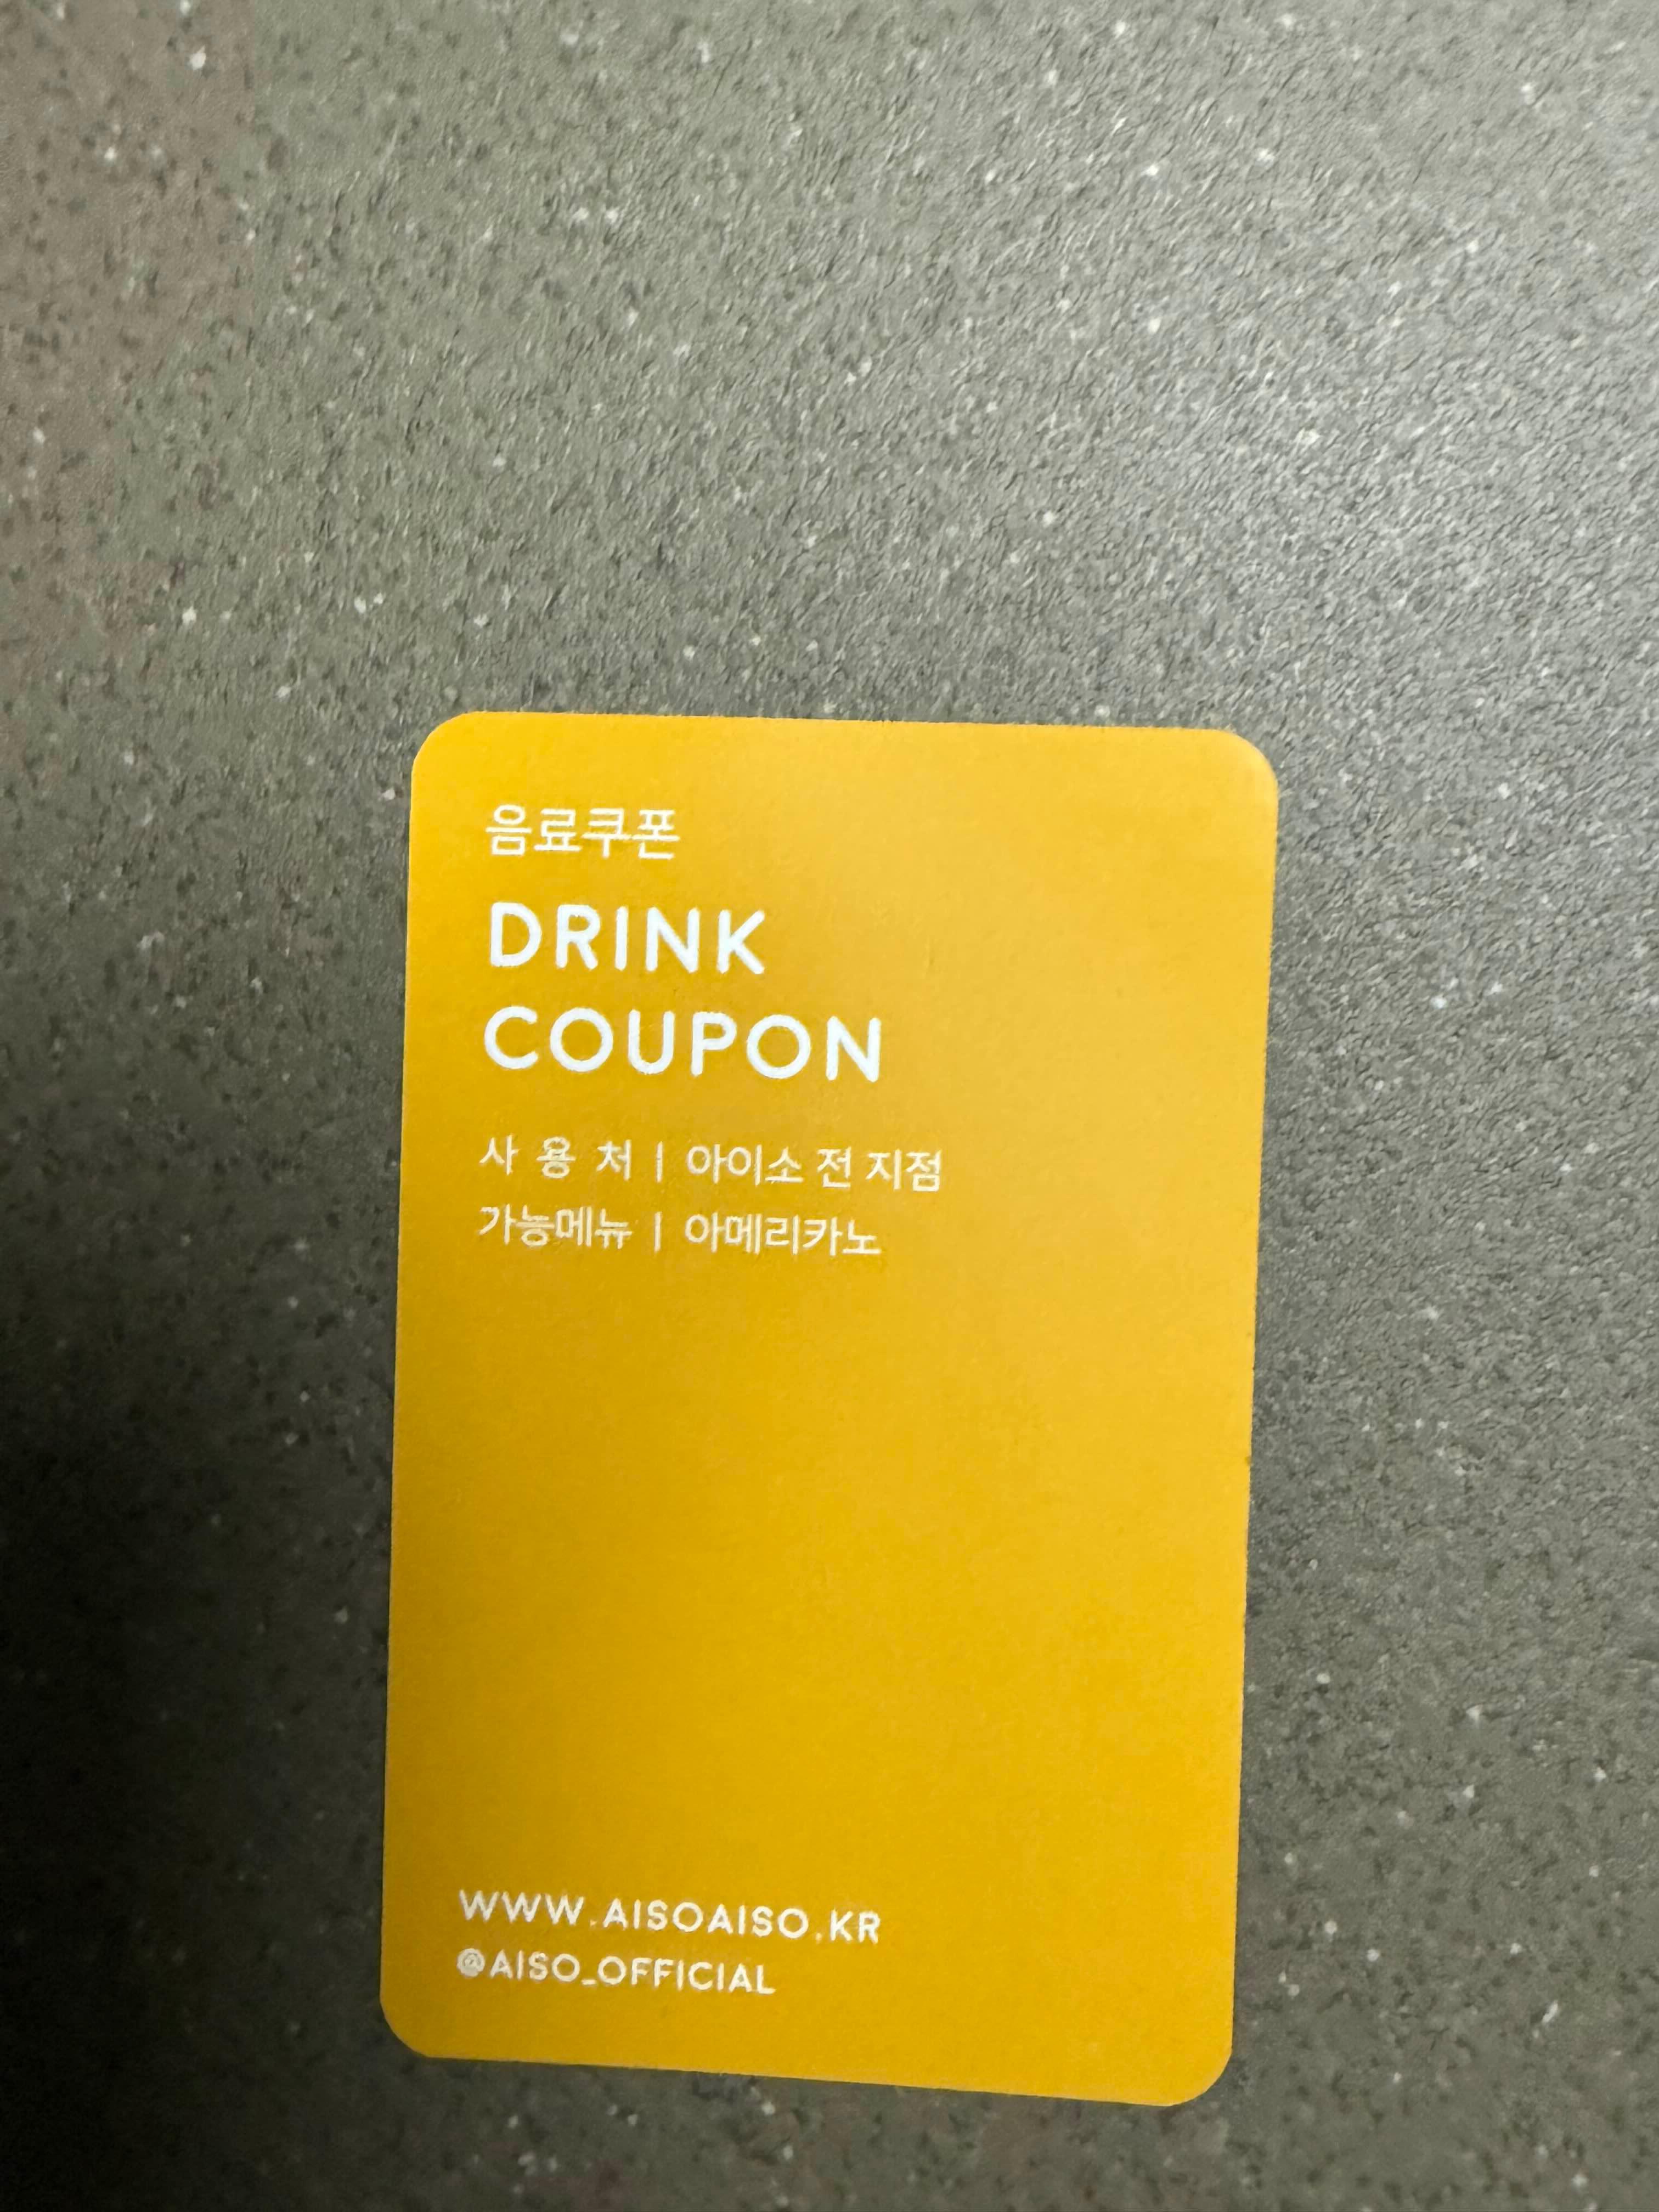 음료쿠폰
DRINK
COUPON
사 용 처 | 아이소 전 지점
가능메뉴 | 아메리카노
WWW.AISOAISO.KR
@AISO_OFFICIAL